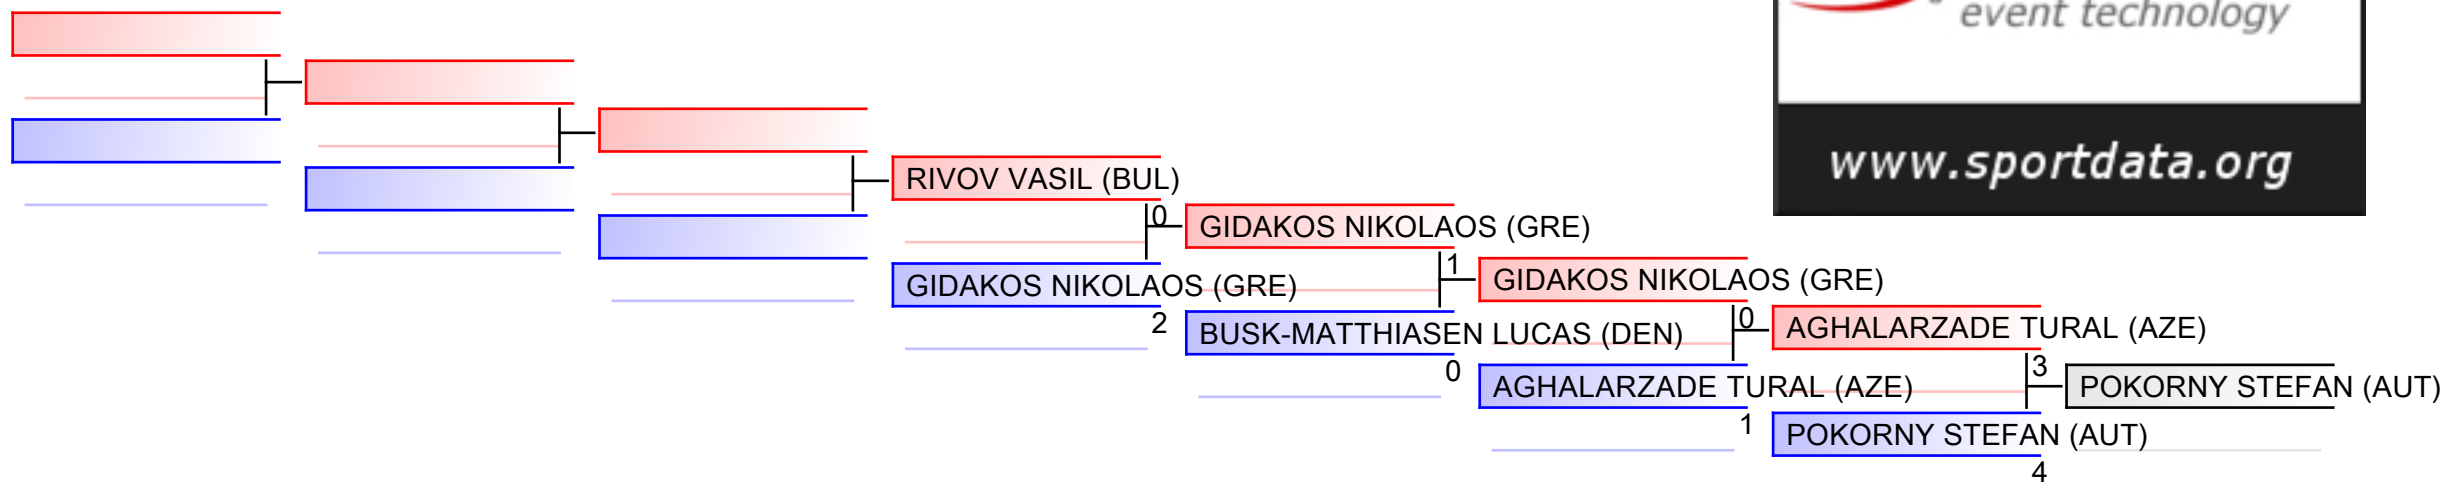 event technology
www.sportdata.org
RIVOV VASIL (BUL)
0
GIDAKOS NIKOLAOS (GRE)
GIDAKOS NIKOLAOS (GRE)
2
1
GIDAKOS NIKOLAOS (GRE)
BUSK-MATTHIASEN LUCAS (DEN)
0
0
AGHALARZADE TURAL (AZE)
AGHALARZADE TURAL (AZE)
1
3
POKORNY STEFAN (AUT)
POKORNY STEFAN (AUT)
4